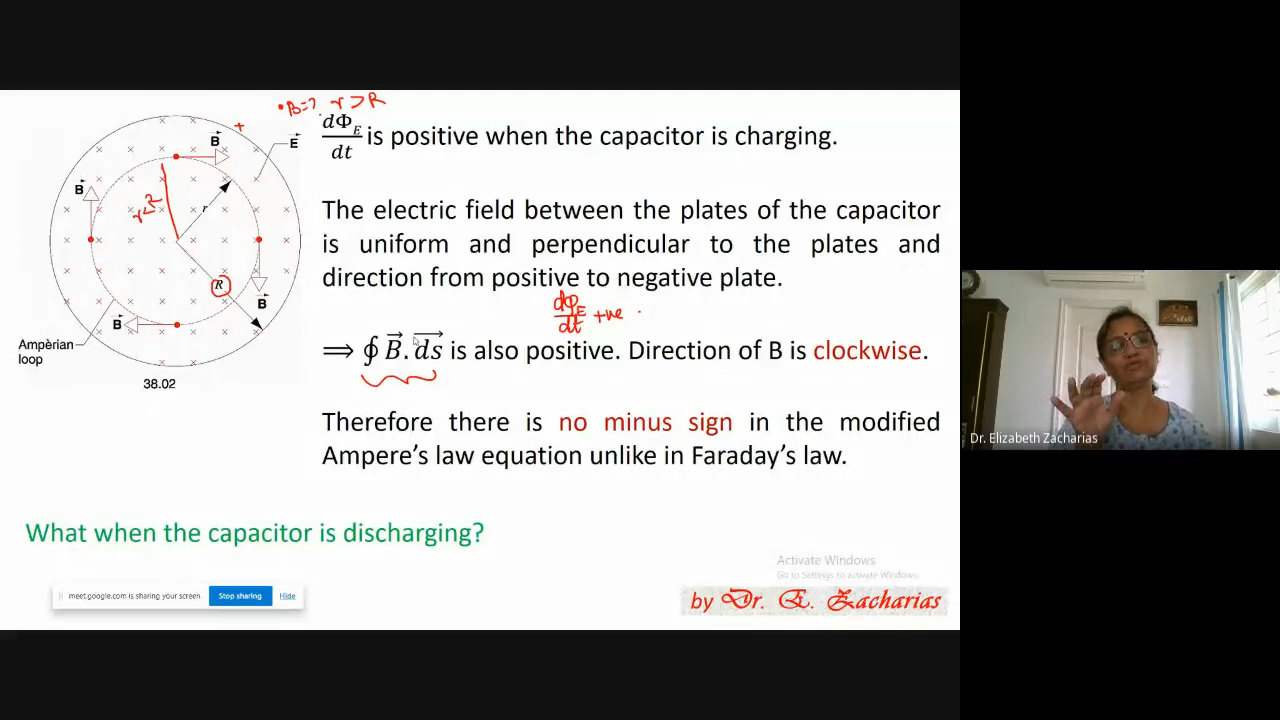 •B=? r > R
dΦ_E/dt is positive when the capacitor is charging.
The electric field between the plates of the capacitor
is uniform and perpendicular to the plates and
direction from positive to negative plate.
dφ_E/dt +ve
⟹ ∮ B⃗. ds⃗ is also positive. Direction of B is clockwise.
Therefore there is no minus sign in the modified
Ampere's law equation unlike in Faraday's law.
B⃗
+
E⃗
B⃗
r<R
r
R
B⃗
B⃗
Ampèrian
loop
38.02
What when the capacitor is discharging?
meet.google.com is sharing your screen.
Stop sharing
Hide
Activate Windows
Go to Settings to activate Windows.
by Dr. E. Zacharias
Dr. Elizabeth Zacharias